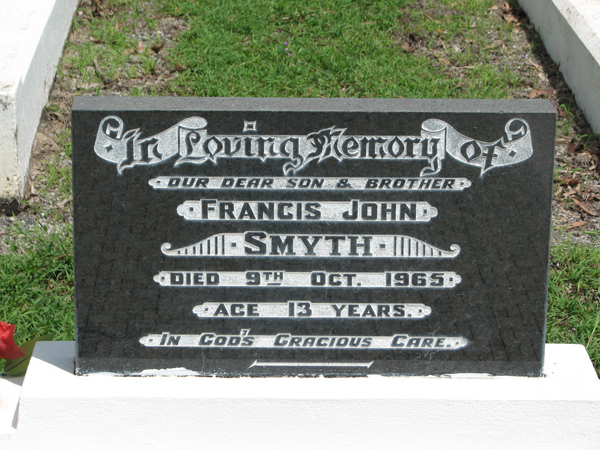 In Loving Memory of
OUR DEAR SON & BROTHER
FRANCIS JOHN
SMYTH
DIED 9TH OCT. 1965
AGE 13 YEARS.
IN GOD'S GRACIOUS CARE.